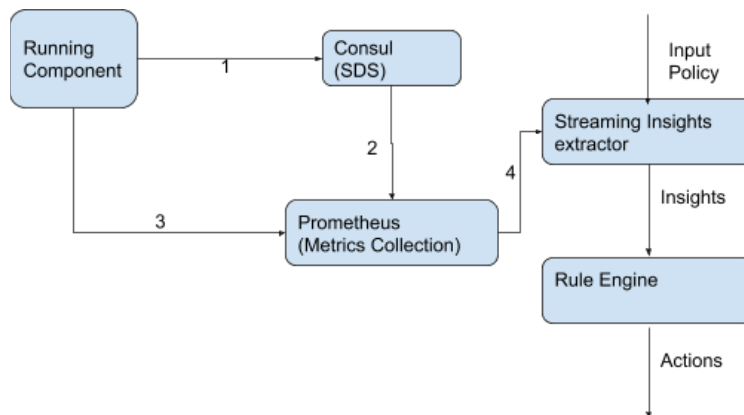 Running
Component
1
Consul
(SDS)
Input
Policy
Streaming Insights
extractor
2
4
3
Prometheus
(Metrics Collection)
Insights
Rule Engine
Actions